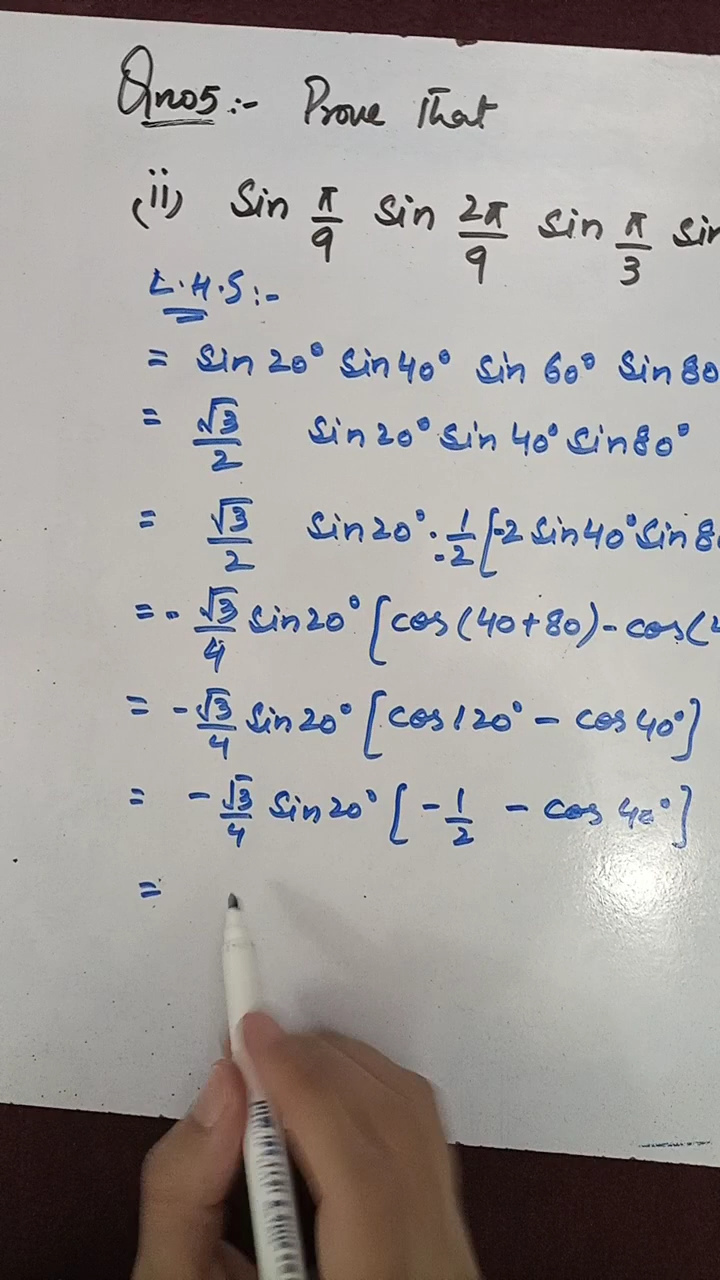 Qno5:- Prove That
(ii) Sin π/9 Sin 2π/9 Sin π/3 Sin
L.H.S:-
= Sin 20° Sin 40° Sin 60° Sin 80
= √3/2 Sin 20° Sin 40° Sin 80°
= √3/2 Sin 20° · 1/-2 [-2 Sin 40° Sin 80
= - √3/4 Sin 20° [cos(40+80) - cos(4
= - √3/4 Sin 20° [cos 120° - cos 40°]
= - √3/4 Sin 20° [- 1/2 - cos 40°]
=